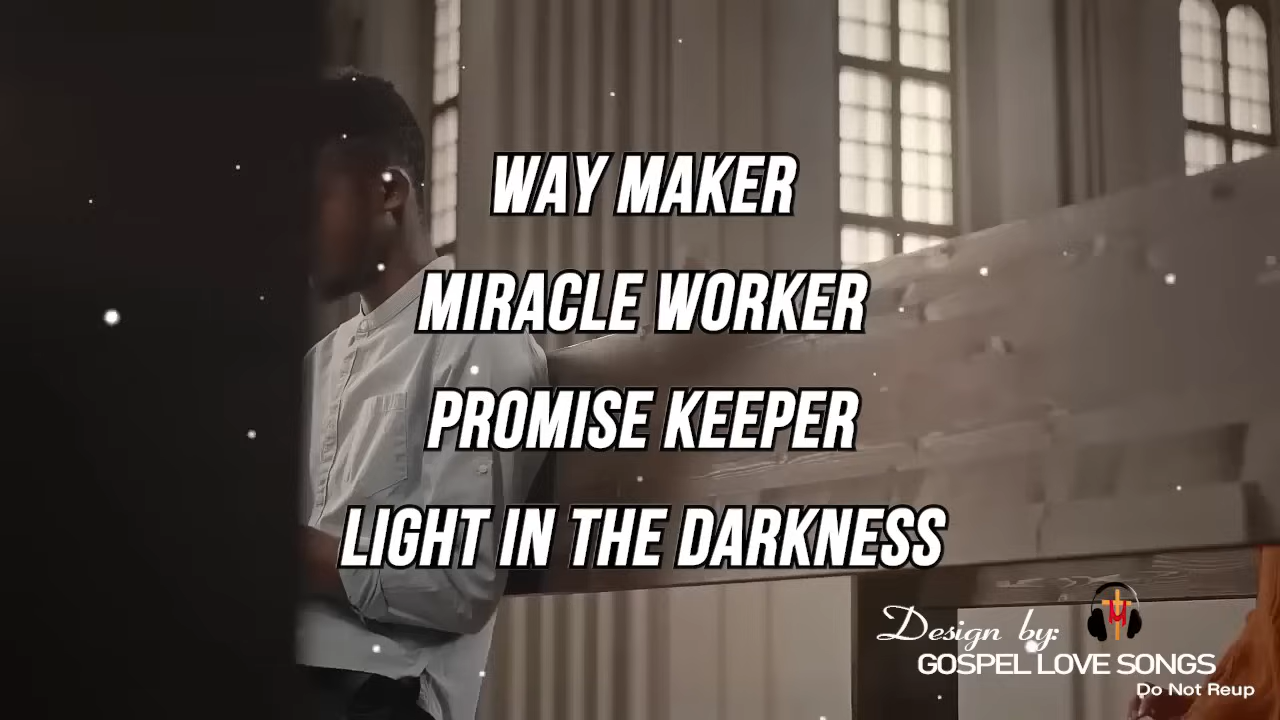 WAY MAKER
MIRACLE WORKER
PROMISE KEEPER
LIGHT IN THE DARKNESS
Design by:
GOSPEL LOVE SONGS
Do Not Reup